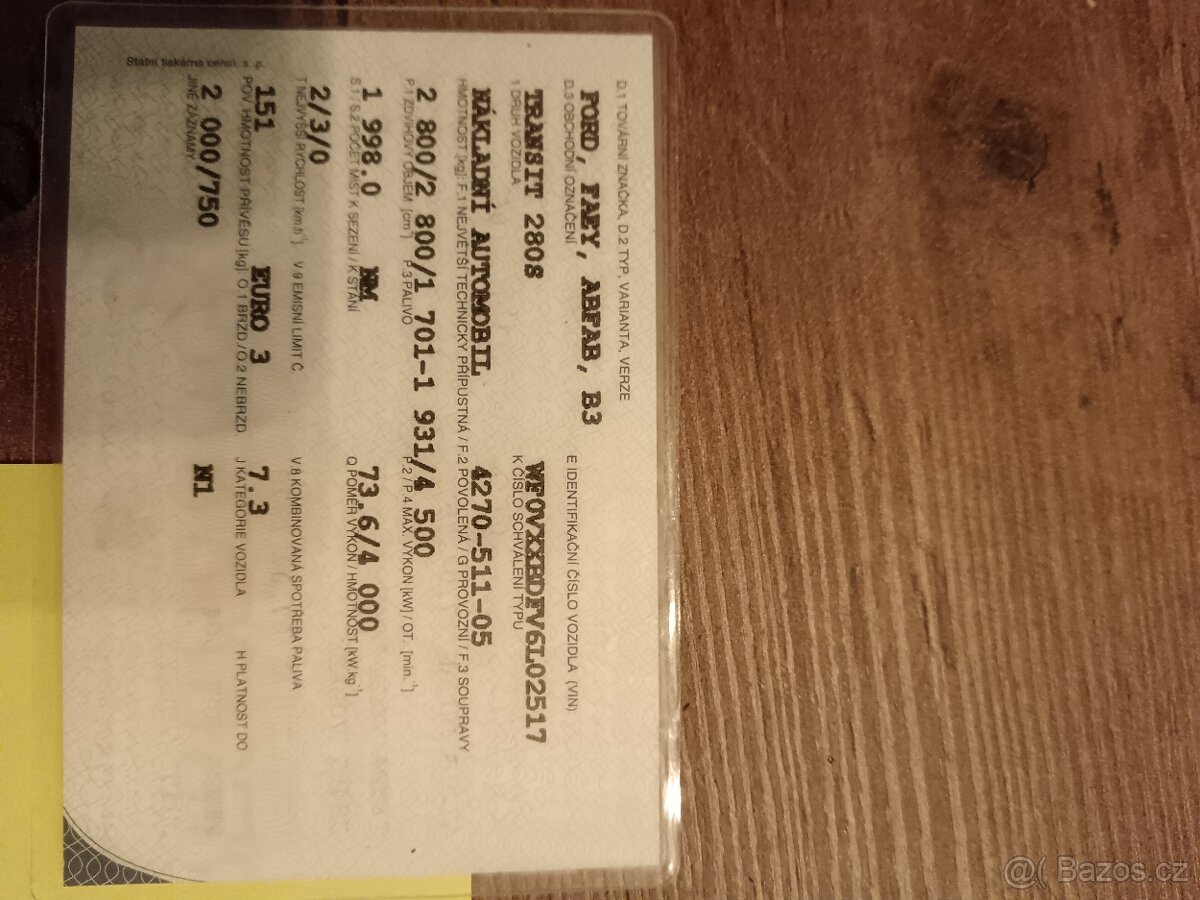 D.1 TOVÁRNÍ ZNAČKA, D.2 TYP, VARIANTA, VERZE
FORD, FAEY, ABFAB, B3
D.3 OBCHODNÍ OZNAČENÍ
E IDENTIFIKAČNÍ ČÍSLO VOZIDLA (VIN)
TRANSIT 280S WF0VXXBDFV6L02517
1 DRUH VOZIDLA K ČÍSLO SCHVÁLENÍ TYPU
NÁKLADNÍ AUTOMOBIL 4270-511-05
HMOTNOST [kg]: F.1 NEJVĚTŠÍ TECHNICKY PŘÍPUSTNÁ / F.2 POVOLENÁ / G PROVOZNÍ / F.3 SOUPRAVY
2 800/2 800/1 701-1 931/4 500
P.1 ZDVIHOVÝ OBJEM [cm³] P.3 PALIVO P.2 / P.4 MAX. VÝKON [kW] / OT. [min.⁻¹]
1 998.0 NM 73.6/4 000
S.1 / S.2 POČET MÍST K SEZENÍ / K STÁNÍ Q POMĚR VÝKON / HMOTNOST [kW.kg⁻¹]
2/3/0
T NEJVYŠŠÍ RYCHLOST [km.h⁻¹] V.9 EMISNÍ LIMIT Č. V.8 KOMBINOVANÁ SPOTŘEBA PALIVA
151 EURO 3 7.3
POV. HMOTNOST PŘÍVĚSU [kg]: O.1 BRZD./O.2 NEBRZD. J KATEGORIE VOZIDLA H PLATNOST DO
2 000/750 N1
JINÉ ZÁZNAMY
Státní tiskárna cenin, s. p.
@( Bazos.cz